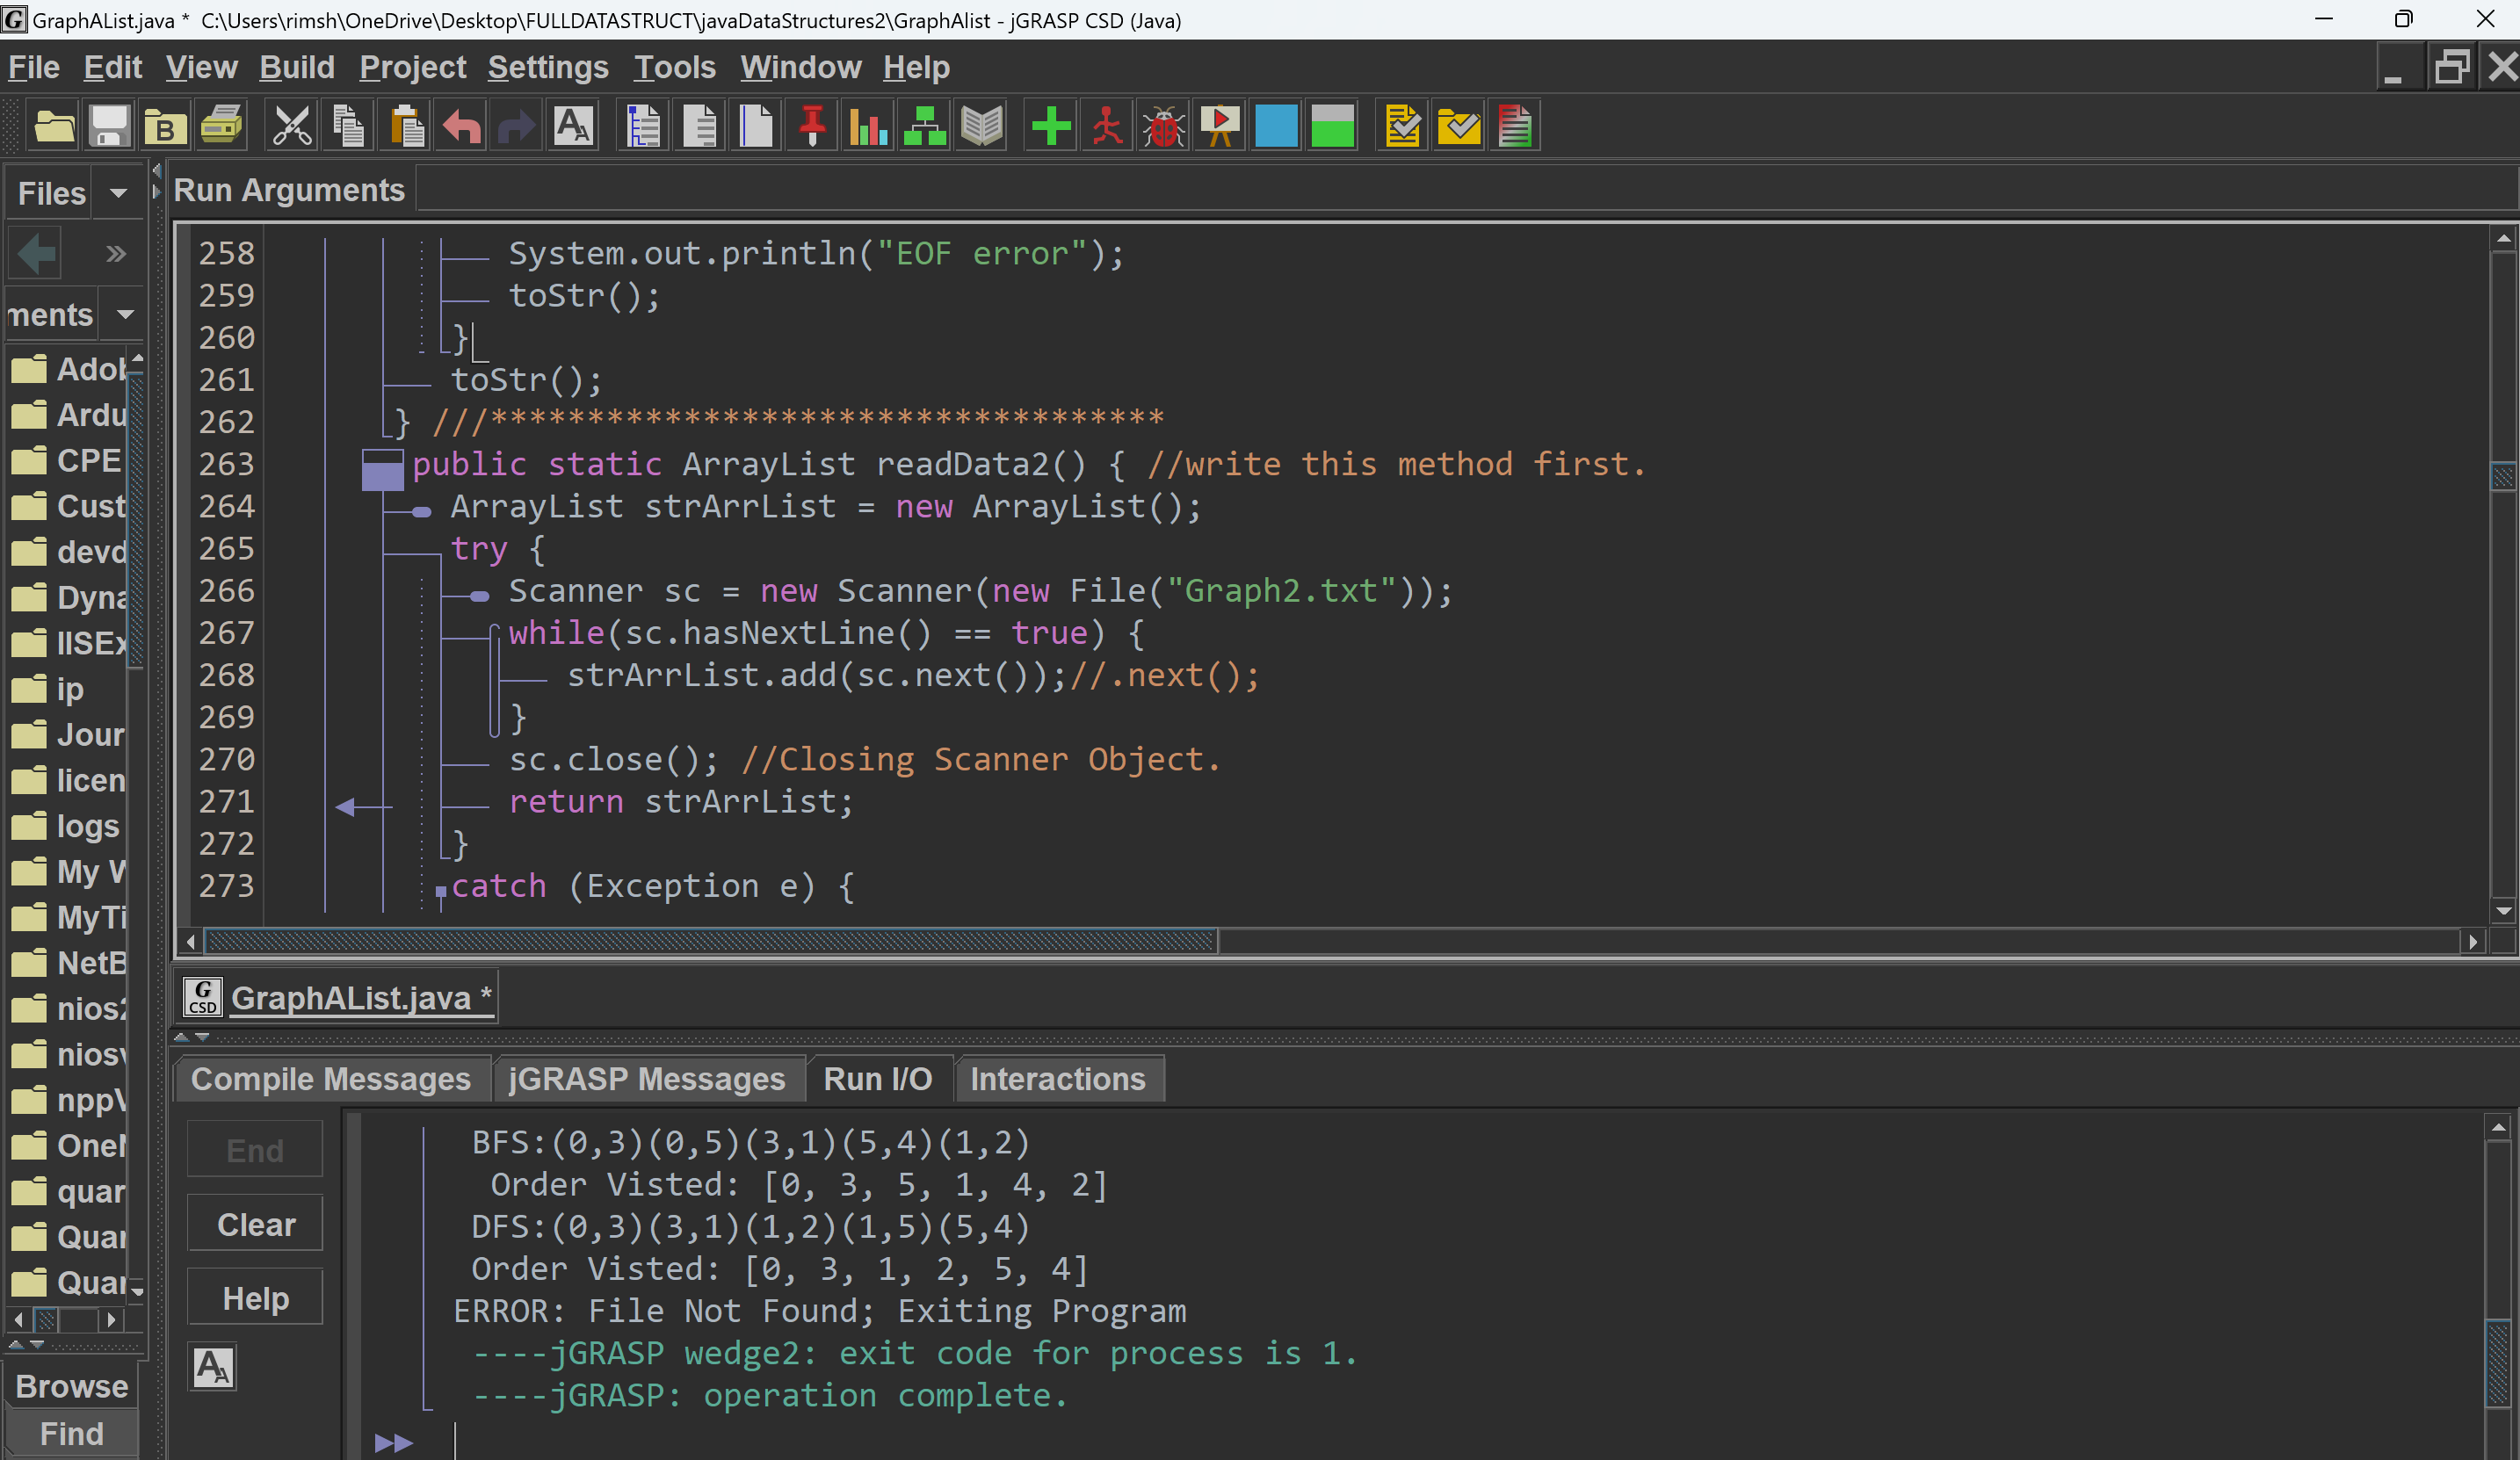 GraphAList.java * C:\Users\rimsh\OneDrive\Desktop\FULLDATASTRUCT\javaDataStructures2\GraphAlist - jGRASP CSD (Java)
File Edit View Build Project Settings Tools Window Help
Files
Run Arguments
ments
258 System.out.println("EOF error");
259 toStr();
260 }
261 toStr();
262 } ///***********************************
263 public static ArrayList readData2() { //write this method first.
264 ArrayList strArrList = new ArrayList();
265 try {
266 Scanner sc = new Scanner(new File("Graph2.txt"));
267 while(sc.hasNextLine() == true) {
268 strArrList.add(sc.next());//.next();
269 }
270 sc.close(); //Closing Scanner Object.
271 return strArrList;
272 }
273 catch (Exception e) {
Adob
Ardu
CPE
Cust
devd
Dyna
IISEx
ip
Jour
licen
logs
My W
MyTi
NetB
nios2
niosv
nppV
OneN
quar
Quar
Quar
Browse
Find
G CSD GraphAList.java *
Compile Messages jGRASP Messages Run I/O Interactions
End
Clear
Help
BFS:(0,3)(0,5)(3,1)(5,4)(1,2)
Order Visted: [0, 3, 5, 1, 4, 2]
DFS:(0,3)(3,1)(1,2)(1,5)(5,4)
Order Visted: [0, 3, 1, 2, 5, 4]
ERROR: File Not Found; Exiting Program
----jGRASP wedge2: exit code for process is 1.
----jGRASP: operation complete.